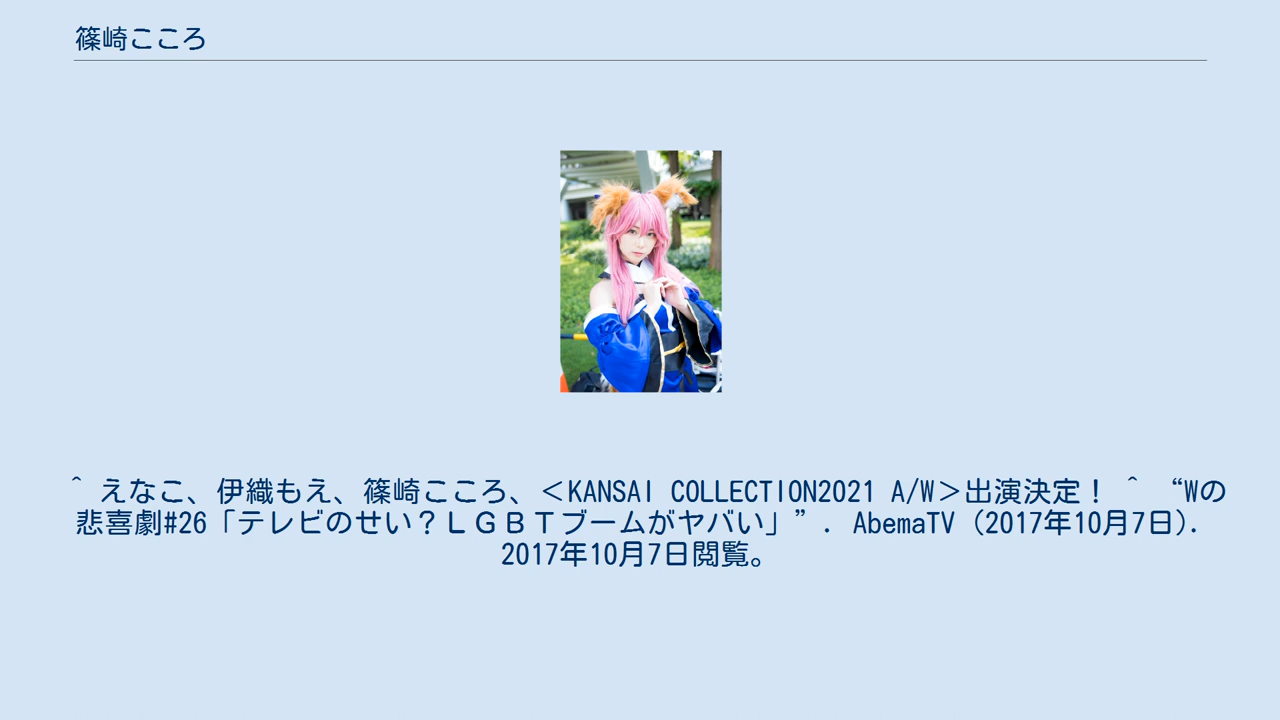 篠崎こころ
^ えなこ、伊織もえ、篠崎こころ、＜KANSAI COLLECTION2021 A/W＞出演決定！ ^ “Wの
悲喜劇#26「テレビのせい？ＬＧＢＴブームがヤバい」”. AbemaTV (2017年10月7日).
2017年10月7日閲覧。